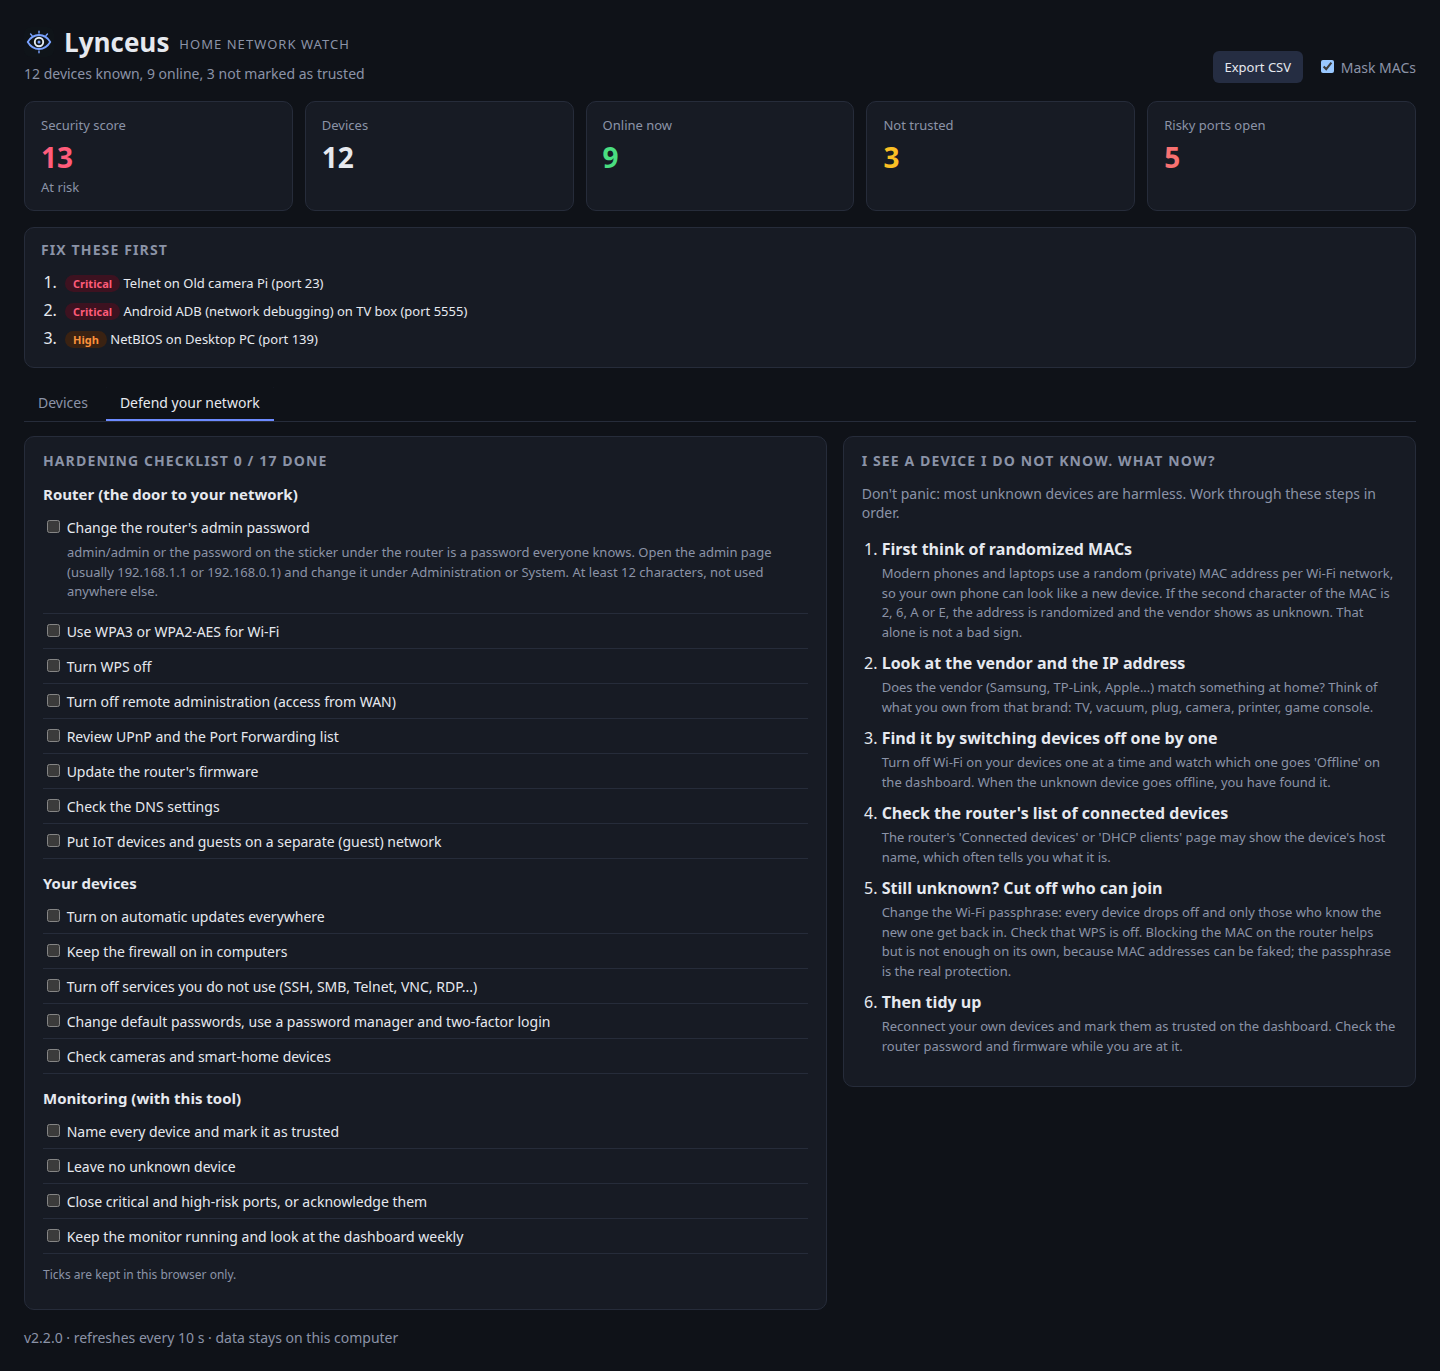 Lynceus HOME NETWORK WATCH
12 devices known, 9 online, 3 not marked as trusted
Export CSV
Mask MACs
Security score
13
At risk
Devices
12
Online now
9
Not trusted
3
Risky ports open
5
FIX THESE FIRST
1. Critical Telnet on Old camera Pi (port 23)
2. Critical Android ADB (network debugging) on TV box (port 5555)
3. High NetBIOS on Desktop PC (port 139)
Devices
Defend your network
HARDENING CHECKLIST 0 / 17 DONE
Router (the door to your network)
Change the router's admin password
admin/admin or the password on the sticker under the router is a password everyone knows. Open the admin page
(usually 192.168.1.1 or 192.168.0.1) and change it under Administration or System. At least 12 characters, not used
anywhere else.
Use WPA3 or WPA2-AES for Wi-Fi
Turn WPS off
Turn off remote administration (access from WAN)
Review UPnP and the Port Forwarding list
Update the router's firmware
Check the DNS settings
Put IoT devices and guests on a separate (guest) network
Your devices
Turn on automatic updates everywhere
Keep the firewall on in computers
Turn off services you do not use (SSH, SMB, Telnet, VNC, RDP...)
Change default passwords, use a password manager and two-factor login
Check cameras and smart-home devices
Monitoring (with this tool)
Name every device and mark it as trusted
Leave no unknown device
Close critical and high-risk ports, or acknowledge them
Keep the monitor running and look at the dashboard weekly
Ticks are kept in this browser only.
I SEE A DEVICE I DO NOT KNOW. WHAT NOW?
Don't panic: most unknown devices are harmless. Work through these steps in
order.
1. First think of randomized MACs
Modern phones and laptops use a random (private) MAC address per Wi-Fi network,
so your own phone can look like a new device. If the second character of the MAC is
2, 6, A or E, the address is randomized and the vendor shows as unknown. That
alone is not a bad sign.
2. Look at the vendor and the IP address
Does the vendor (Samsung, TP-Link, Apple...) match something at home? Think of
what you own from that brand: TV, vacuum, plug, camera, printer, game console.
3. Find it by switching devices off one by one
Turn off Wi-Fi on your devices one at a time and watch which one goes 'Offline' on
the dashboard. When the unknown device goes offline, you have found it.
4. Check the router's list of connected devices
The router's 'Connected devices' or 'DHCP clients' page may show the device's host
name, which often tells you what it is.
5. Still unknown? Cut off who can join
Change the Wi-Fi passphrase: every device drops off and only those who know the
new one get back in. Check that WPS is off. Blocking the MAC on the router helps
but is not enough on its own, because MAC addresses can be faked; the passphrase
is the real protection.
6. Then tidy up
Reconnect your own devices and mark them as trusted on the dashboard. Check the
router password and firmware while you are at it.
v2.2.0 · refreshes every 10 s · data stays on this computer